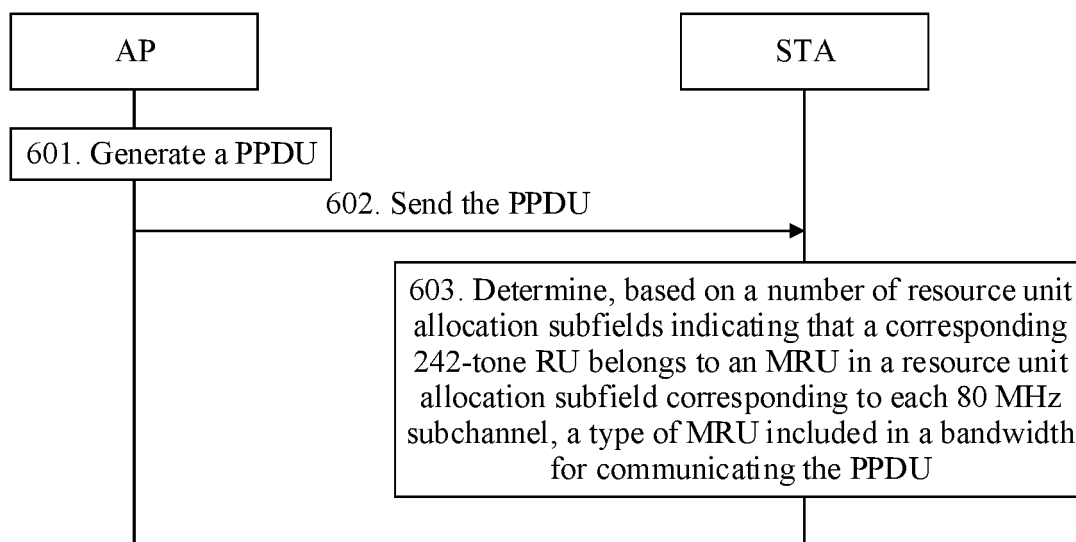 AP
STA
601. Generate a PPDU
602. Send the PPDU
603. Determine, based on a number of resource unit
allocation subfields indicating that a corresponding
242-tone RU belongs to an MRU in a resource unit
allocation subfield corresponding to each 80 MHz
subchannel, a type of MRU included in a bandwidth
for communicating the PPDU